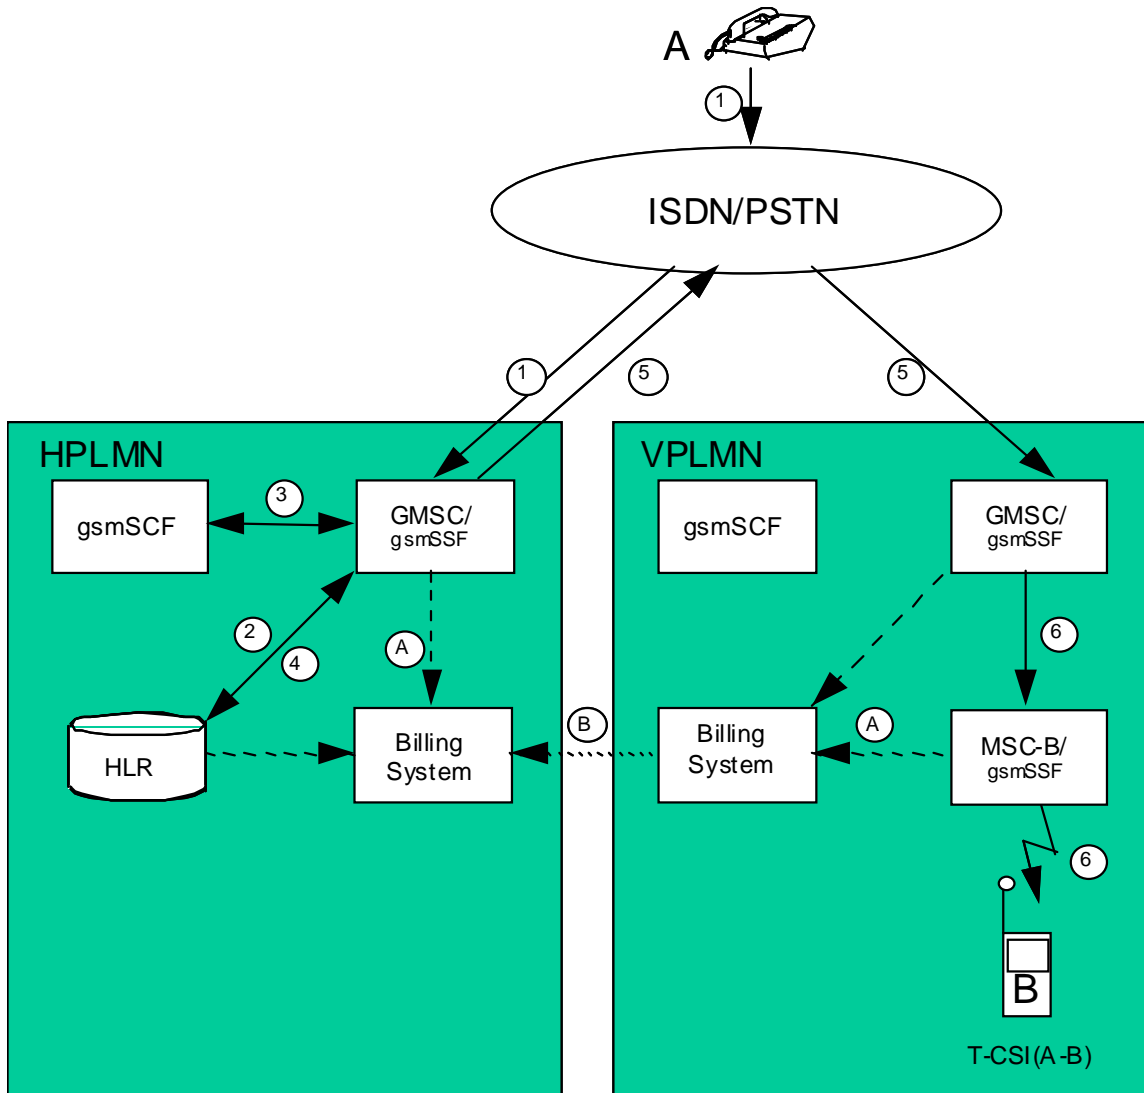 A
1
ISDN/PSTN
1
5
5
HPLMN
VPLMN
gsmSCF
3
GMSC/
gsmSSF
gsmSCF
GMSC/
gsmSSF
2
4
A
6
HLR
Billing
System
B
Billing
System
A
MSC-B/
gsmSSF
6
B
T-CSI(A-B)